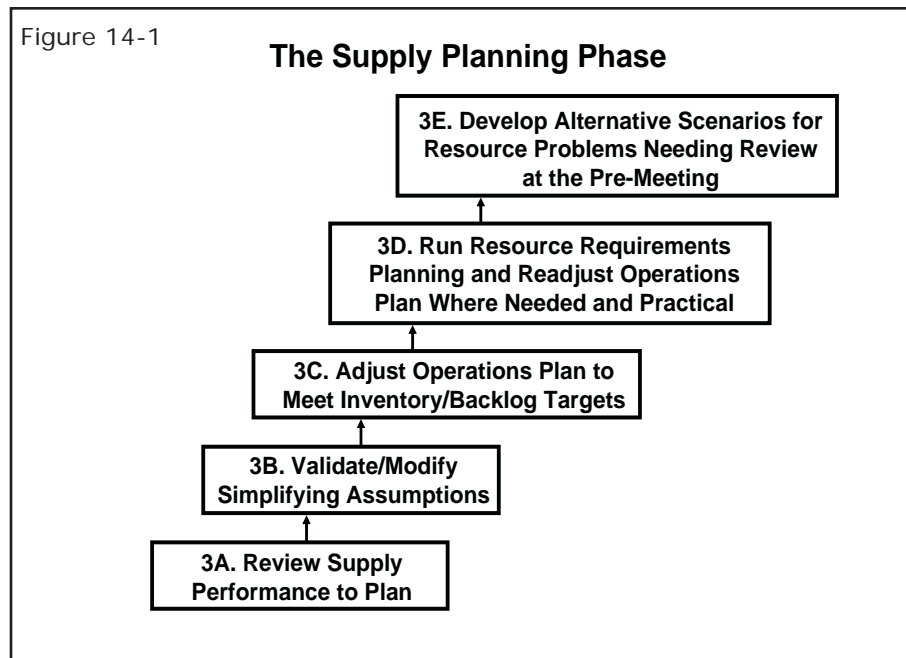 Figure 14-1
The Supply Planning Phase
3E. Develop Alternative Scenarios for
Resource Problems Needing Review
at the Pre-Meeting
3D. Run Resource Requirements
Planning and Readjust Operations
Plan Where Needed and Practical
3C. Adjust Operations Plan to
Meet Inventory/Backlog Targets
3B. Validate/Modify
Simplifying Assumptions
3A. Review Supply
Performance to Plan